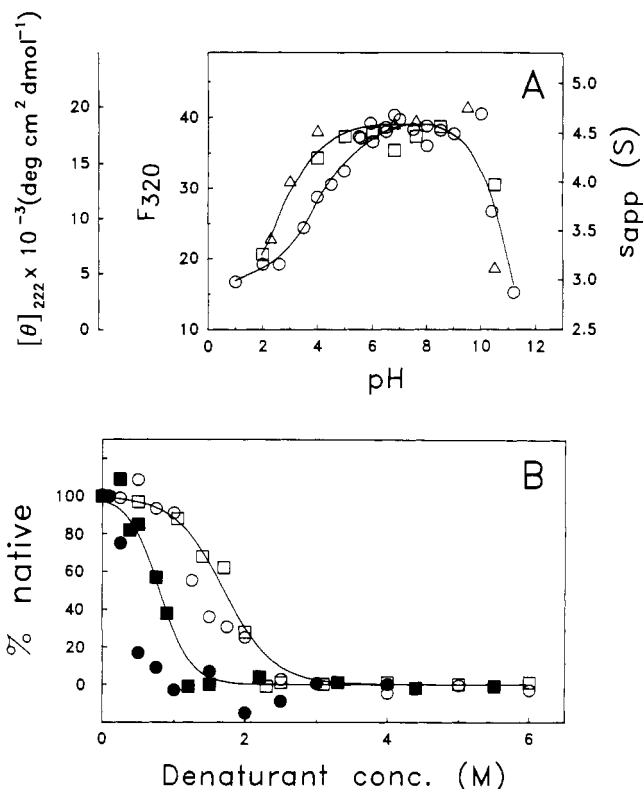 A
[θ]222 x 10⁻³ (deg cm² dmol⁻¹)
20
15
10
5
0
F320
40
30
20
10
5.0
4.5
4.0
3.5
3.0
2.5
sapp (S)
0 2 4 6 8 10 12
pH
B
% native
100
80
60
40
20
0
0 2 4 6
Denaturant conc. (M)